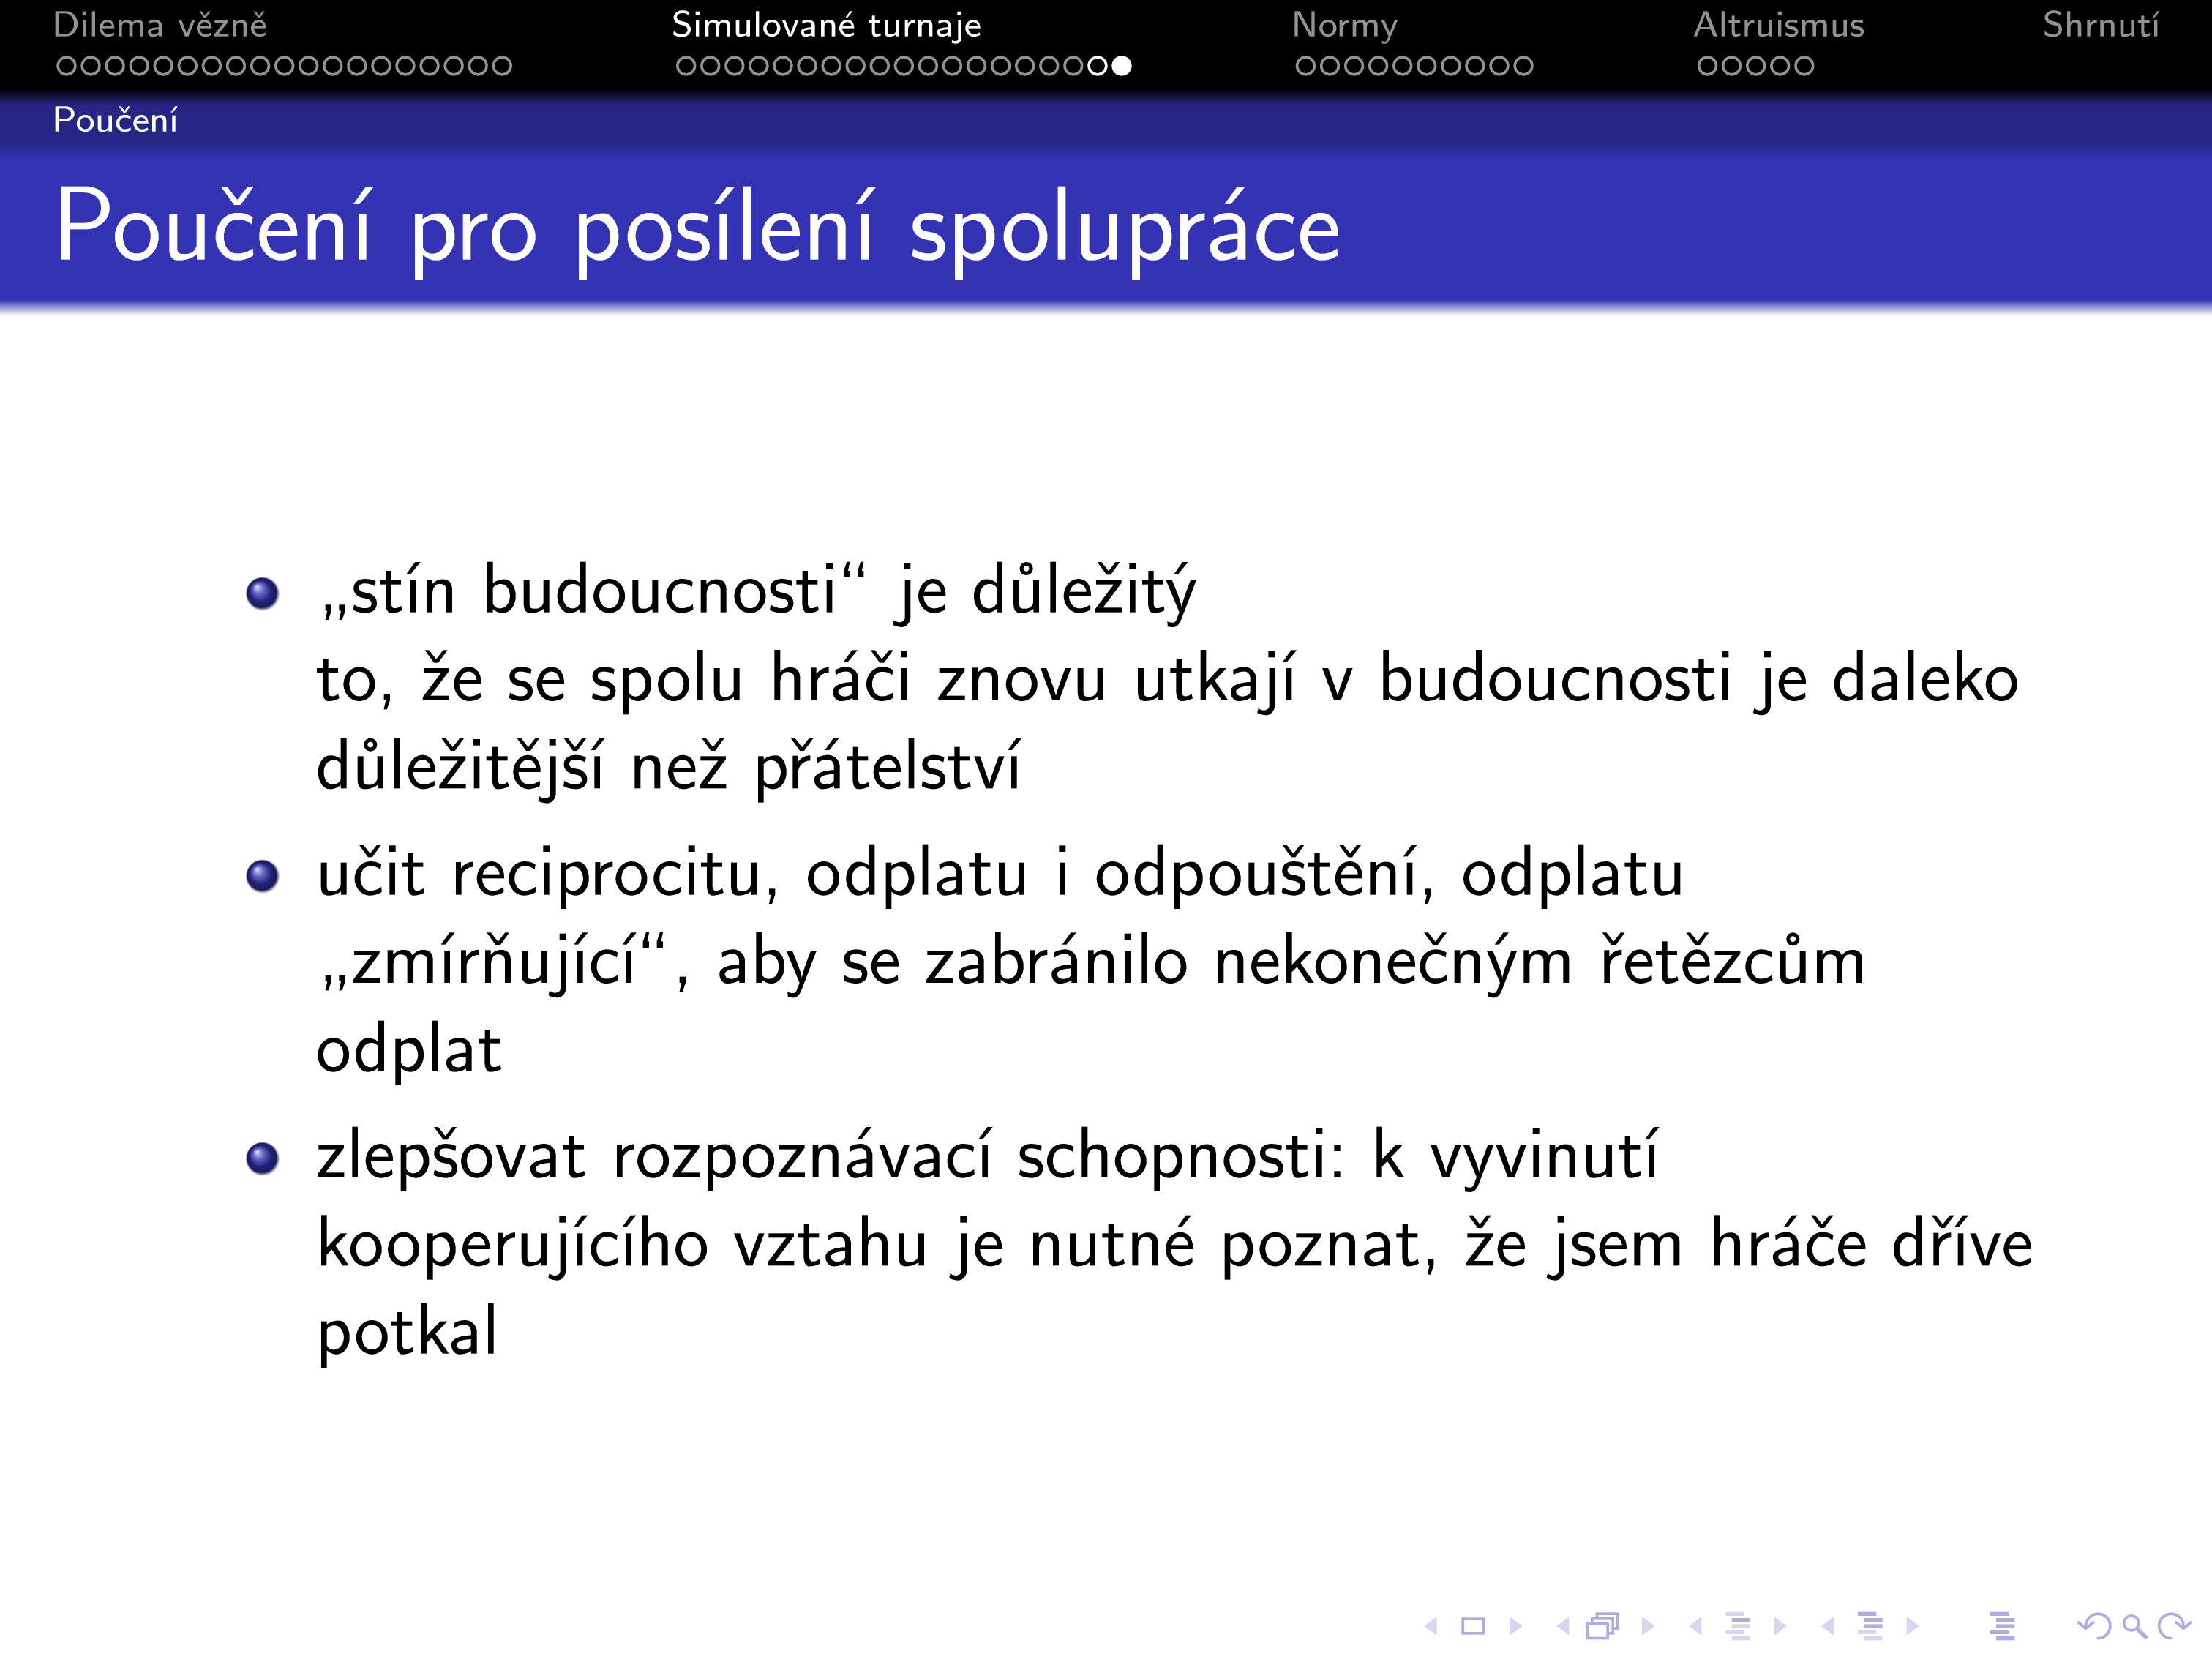 Dilema vězně Simulované turnaje Normy Altruismus Shrnutí
Poučení
Poučení pro posílení spolupráce
„stín budoucnosti“ je důležitý
to, že se spolu hráči znovu utkají v budoucnosti je daleko
důležitější než přátelství
učit reciprocitu, odplatu i odpouštění, odplatu
„zmírňující“, aby se zabránilo nekonečným řetězcům
odplat
zlepšovat rozpoznávací schopnosti: k vyvinutí
kooperujícího vztahu je nutné poznat, že jsem hráče dříve
potkal